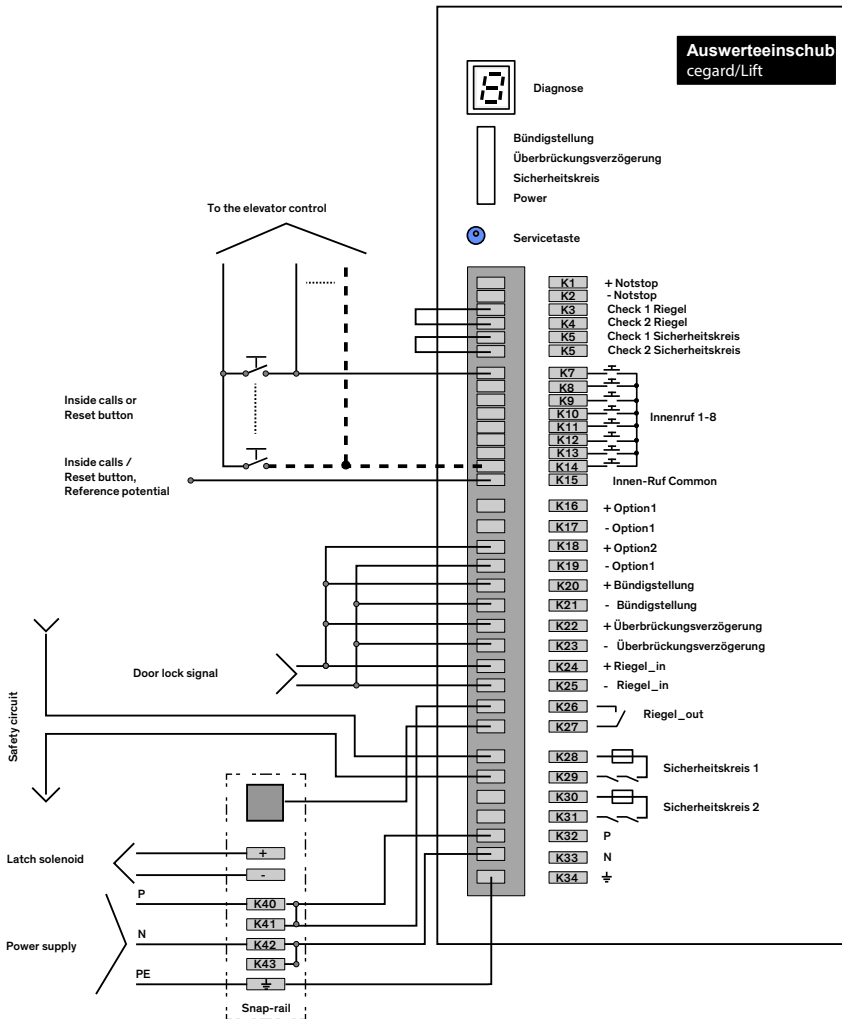 Auswerteeinschub
cegard/Lift
8
Diagnose
Bündigstellung
Überbrückungsverzögerung
Sicherheitskreis
Power
Servicetaste
To the elevator control
Inside calls or
Reset button
Inside calls /
Reset button,
Reference potential
Door lock signal
Safety circuit
Latch solenoid
Power supply
P
N
PE
+
-
K40
K41
K42
K43
Snap-rail
K1 + Notstop
K2 - Notstop
K3 Check 1 Riegel
K4 Check 2 Riegel
K5 Check 1 Sicherheitskreis
K5 Check 2 Sicherheitskreis
K7
K8
K9
K10
K11
K12
K13
K14
Innenruf 1-8
K15 Innen-Ruf Common
K16 + Option1
K17 - Option1
K18 + Option2
K19 - Option1
K20 + Bündigstellung
K21 - Bündigstellung
K22 + Überbrückungsverzögerung
K23 - Überbrückungsverzögerung
K24 + Riegel_in
K25 - Riegel_in
K26
K27
Riegel_out
K28
K29
Sicherheitskreis 1
K30
K31
Sicherheitskreis 2
K32 P
K33 N
K34